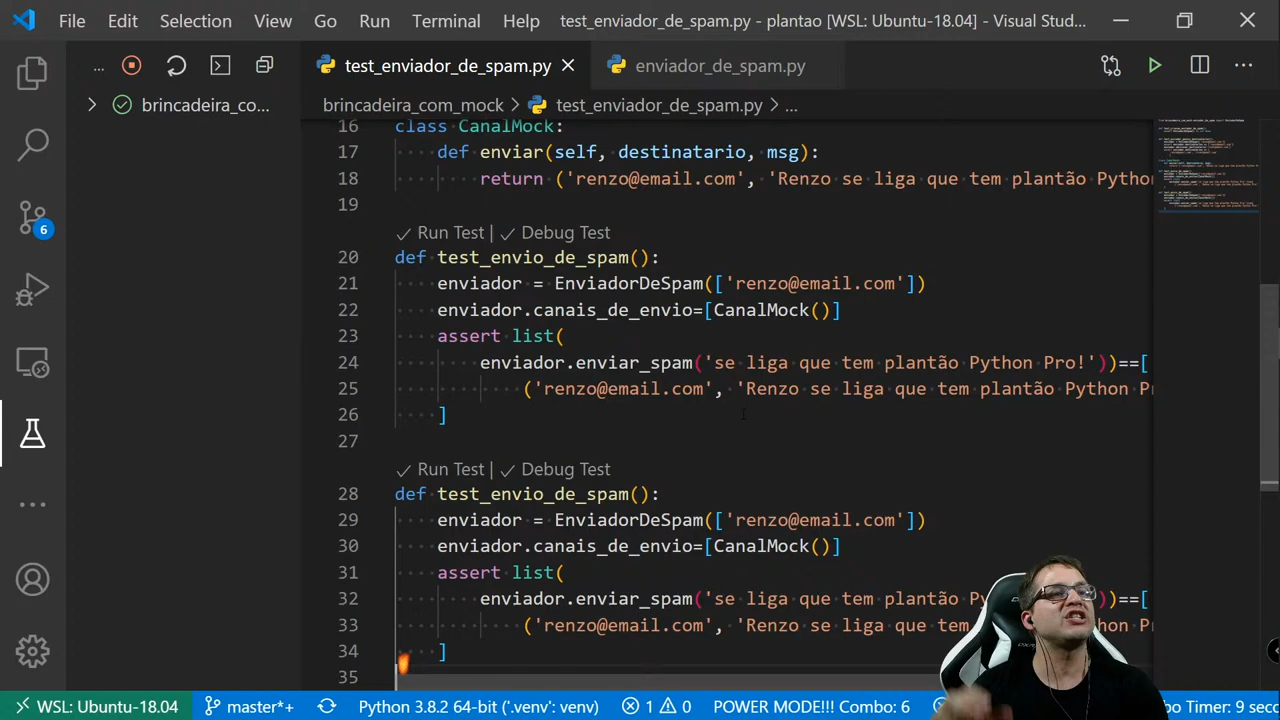 File Edit Selection View Go Run Terminal Help test_enviador_de_spam.py - plantao [WSL: Ubuntu-18.04] - Visual Stud...
... test_enviador_de_spam.py enviador_de_spam.py ...
brincadeira_co... brincadeira_com_mock > test_enviador_de_spam.py > ...
16 class CanalMock:
17 def enviar(self, destinatario, msg):
18 return ('renzo@email.com', 'Renzo se liga que tem plantão Python
19
Run Test | Debug Test
20 def test_envio_de_spam():
21 enviador = EnviadorDeSpam(['renzo@email.com'])
22 enviador.canais_de_envio=[CanalMock()]
23 assert list(
24 enviador.enviar_spam('se liga que tem plantão Python Pro!'))==[
25 ('renzo@email.com', 'Renzo se liga que tem plantão Python Pr
26 ]
27
Run Test | Debug Test
28 def test_envio_de_spam():
29 enviador = EnviadorDeSpam(['renzo@email.com'])
30 enviador.canais_de_envio=[CanalMock()]
31 assert list(
32 enviador.enviar_spam('se liga que tem plantão Py ))==[
33 ('renzo@email.com', 'Renzo se liga que tem
34 ]
35
6
WSL: Ubuntu-18.04 master*+ Python 3.8.2 64-bit ('.venv': venv) 1 0 POWER MODE!!! Combo: 6 bo Timer: 9 sec